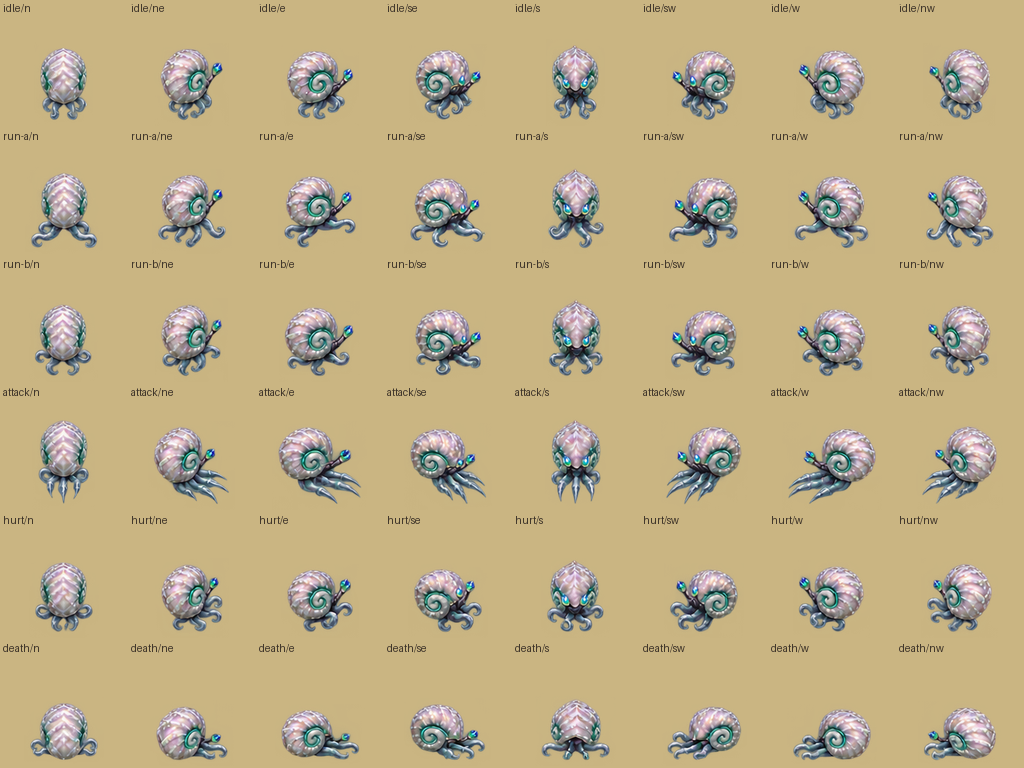 idle/n idle/ne idle/e idle/se idle/s idle/sw idle/w idle/nw
run-a/n run-a/ne run-a/e run-a/se run-a/s run-a/sw run-a/w run-a/nw
run-b/n run-b/ne run-b/e run-b/se run-b/s run-b/sw run-b/w run-b/nw
attack/n attack/ne attack/e attack/se attack/s attack/sw attack/w attack/nw
hurt/n hurt/ne hurt/e hurt/se hurt/s hurt/sw hurt/w hurt/nw
death/n death/ne death/e death/se death/s death/sw death/w death/nw